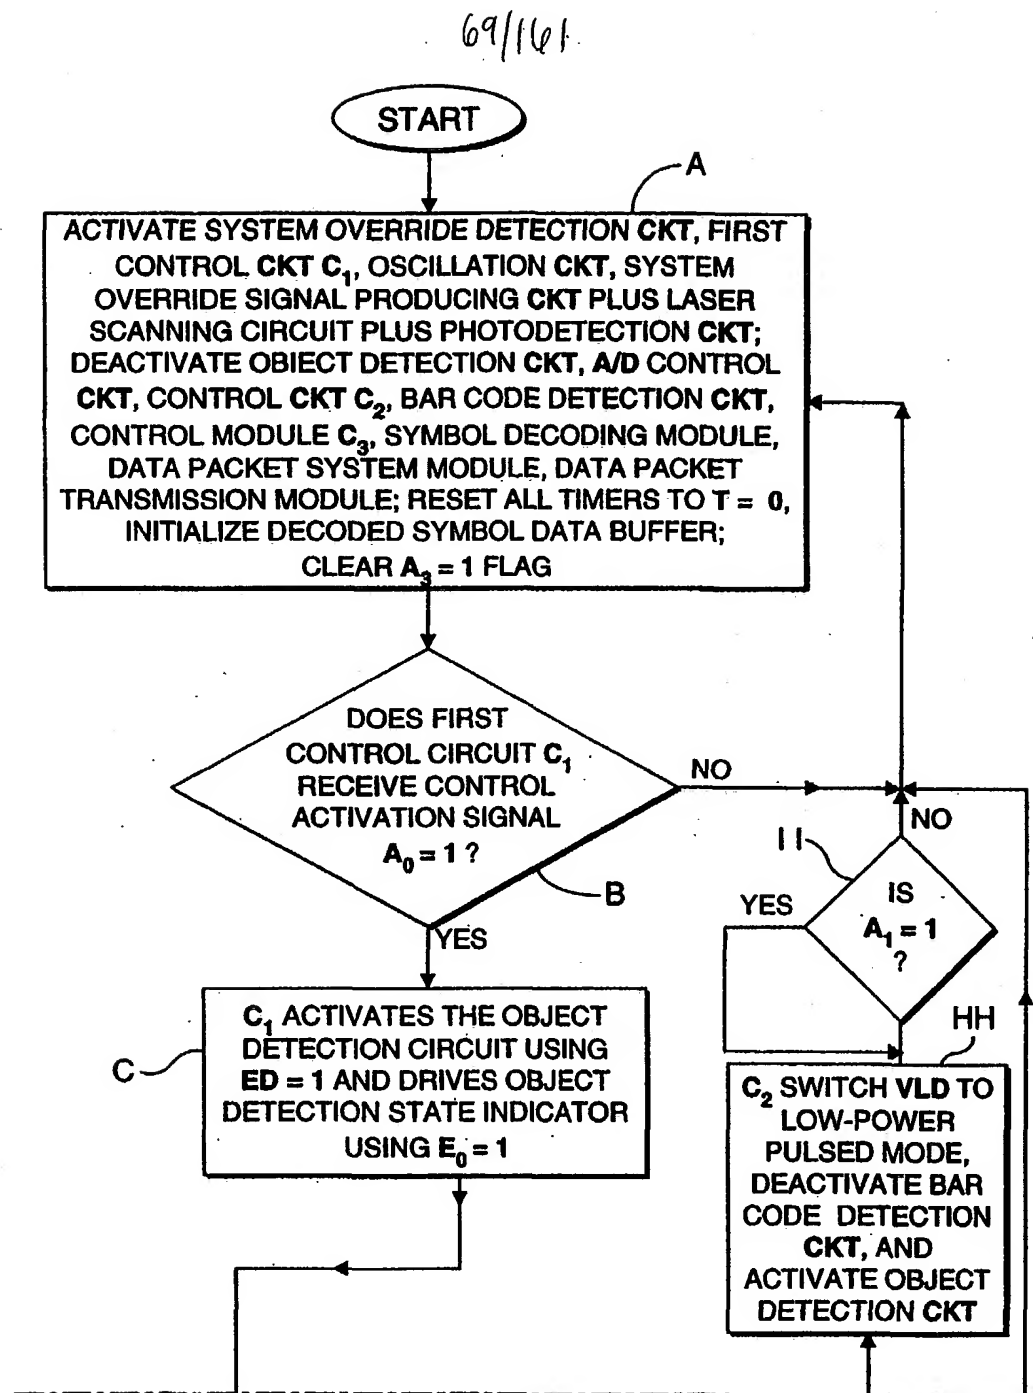 69/161
START
A
ACTIVATE SYSTEM OVERRIDE DETECTION CKT, FIRST
CONTROL CKT C₁, OSCILLATION CKT, SYSTEM
OVERRIDE SIGNAL PRODUCING CKT PLUS LASER
SCANNING CIRCUIT PLUS PHOTODETECTION CKT;
DEACTIVATE OBIECT DETECTION CKT, A/D CONTROL
CKT, CONTROL CKT C₂, BAR CODE DETECTION CKT,
CONTROL MODULE C₃, SYMBOL DECODING MODULE,
DATA PACKET SYSTEM MODULE, DATA PACKET
TRANSMISSION MODULE; RESET ALL TIMERS TO T = 0,
INITIALIZE DECODED SYMBOL DATA BUFFER;
CLEAR A₃ = 1 FLAG
DOES FIRST
CONTROL CIRCUIT C₁
RECEIVE CONTROL
ACTIVATION SIGNAL
A₀ = 1 ?
NO
B
YES
II
NO
IS
A₁ = 1
?
YES
C
C₁ ACTIVATES THE OBJECT
DETECTION CIRCUIT USING
ED = 1 AND DRIVES OBJECT
DETECTION STATE INDICATOR
USING E₀ = 1
HH
C₂ SWITCH VLD TO
LOW-POWER
PULSED MODE,
DEACTIVATE BAR
CODE DETECTION
CKT, AND
ACTIVATE OBJECT
DETECTION CKT